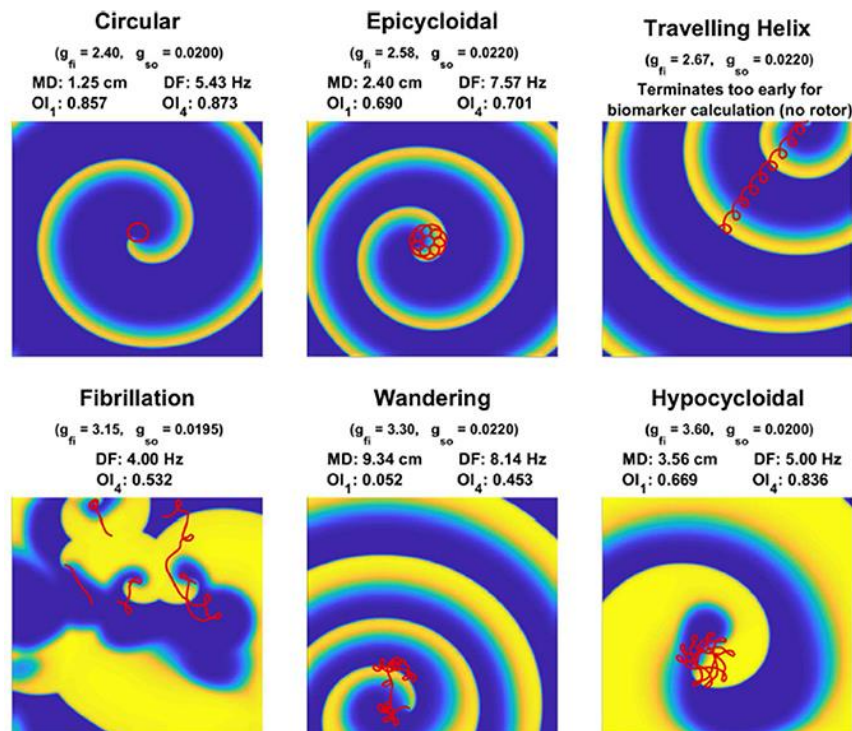 Circular
(g_fi = 2.40, g_so = 0.0200)
MD: 1.25 cm DF: 5.43 Hz
OI_1: 0.857 OI_4: 0.873
Epicycloidal
(g_fi = 2.58, g_so = 0.0220)
MD: 2.40 cm DF: 7.57 Hz
OI_1: 0.690 OI_4: 0.701
Travelling Helix
(g_fi = 2.67, g_so = 0.0220)
Terminates too early for
biomarker calculation (no rotor)
Fibrillation
(g_fi = 3.15, g_so = 0.0195)
DF: 4.00 Hz
OI_4: 0.532
Wandering
(g_fi = 3.30, g_so = 0.0220)
MD: 9.34 cm DF: 8.14 Hz
OI_1: 0.052 OI_4: 0.453
Hypocycloidal
(g_fi = 3.60, g_so = 0.0200)
MD: 3.56 cm DF: 5.00 Hz
OI_1: 0.669 OI_4: 0.836